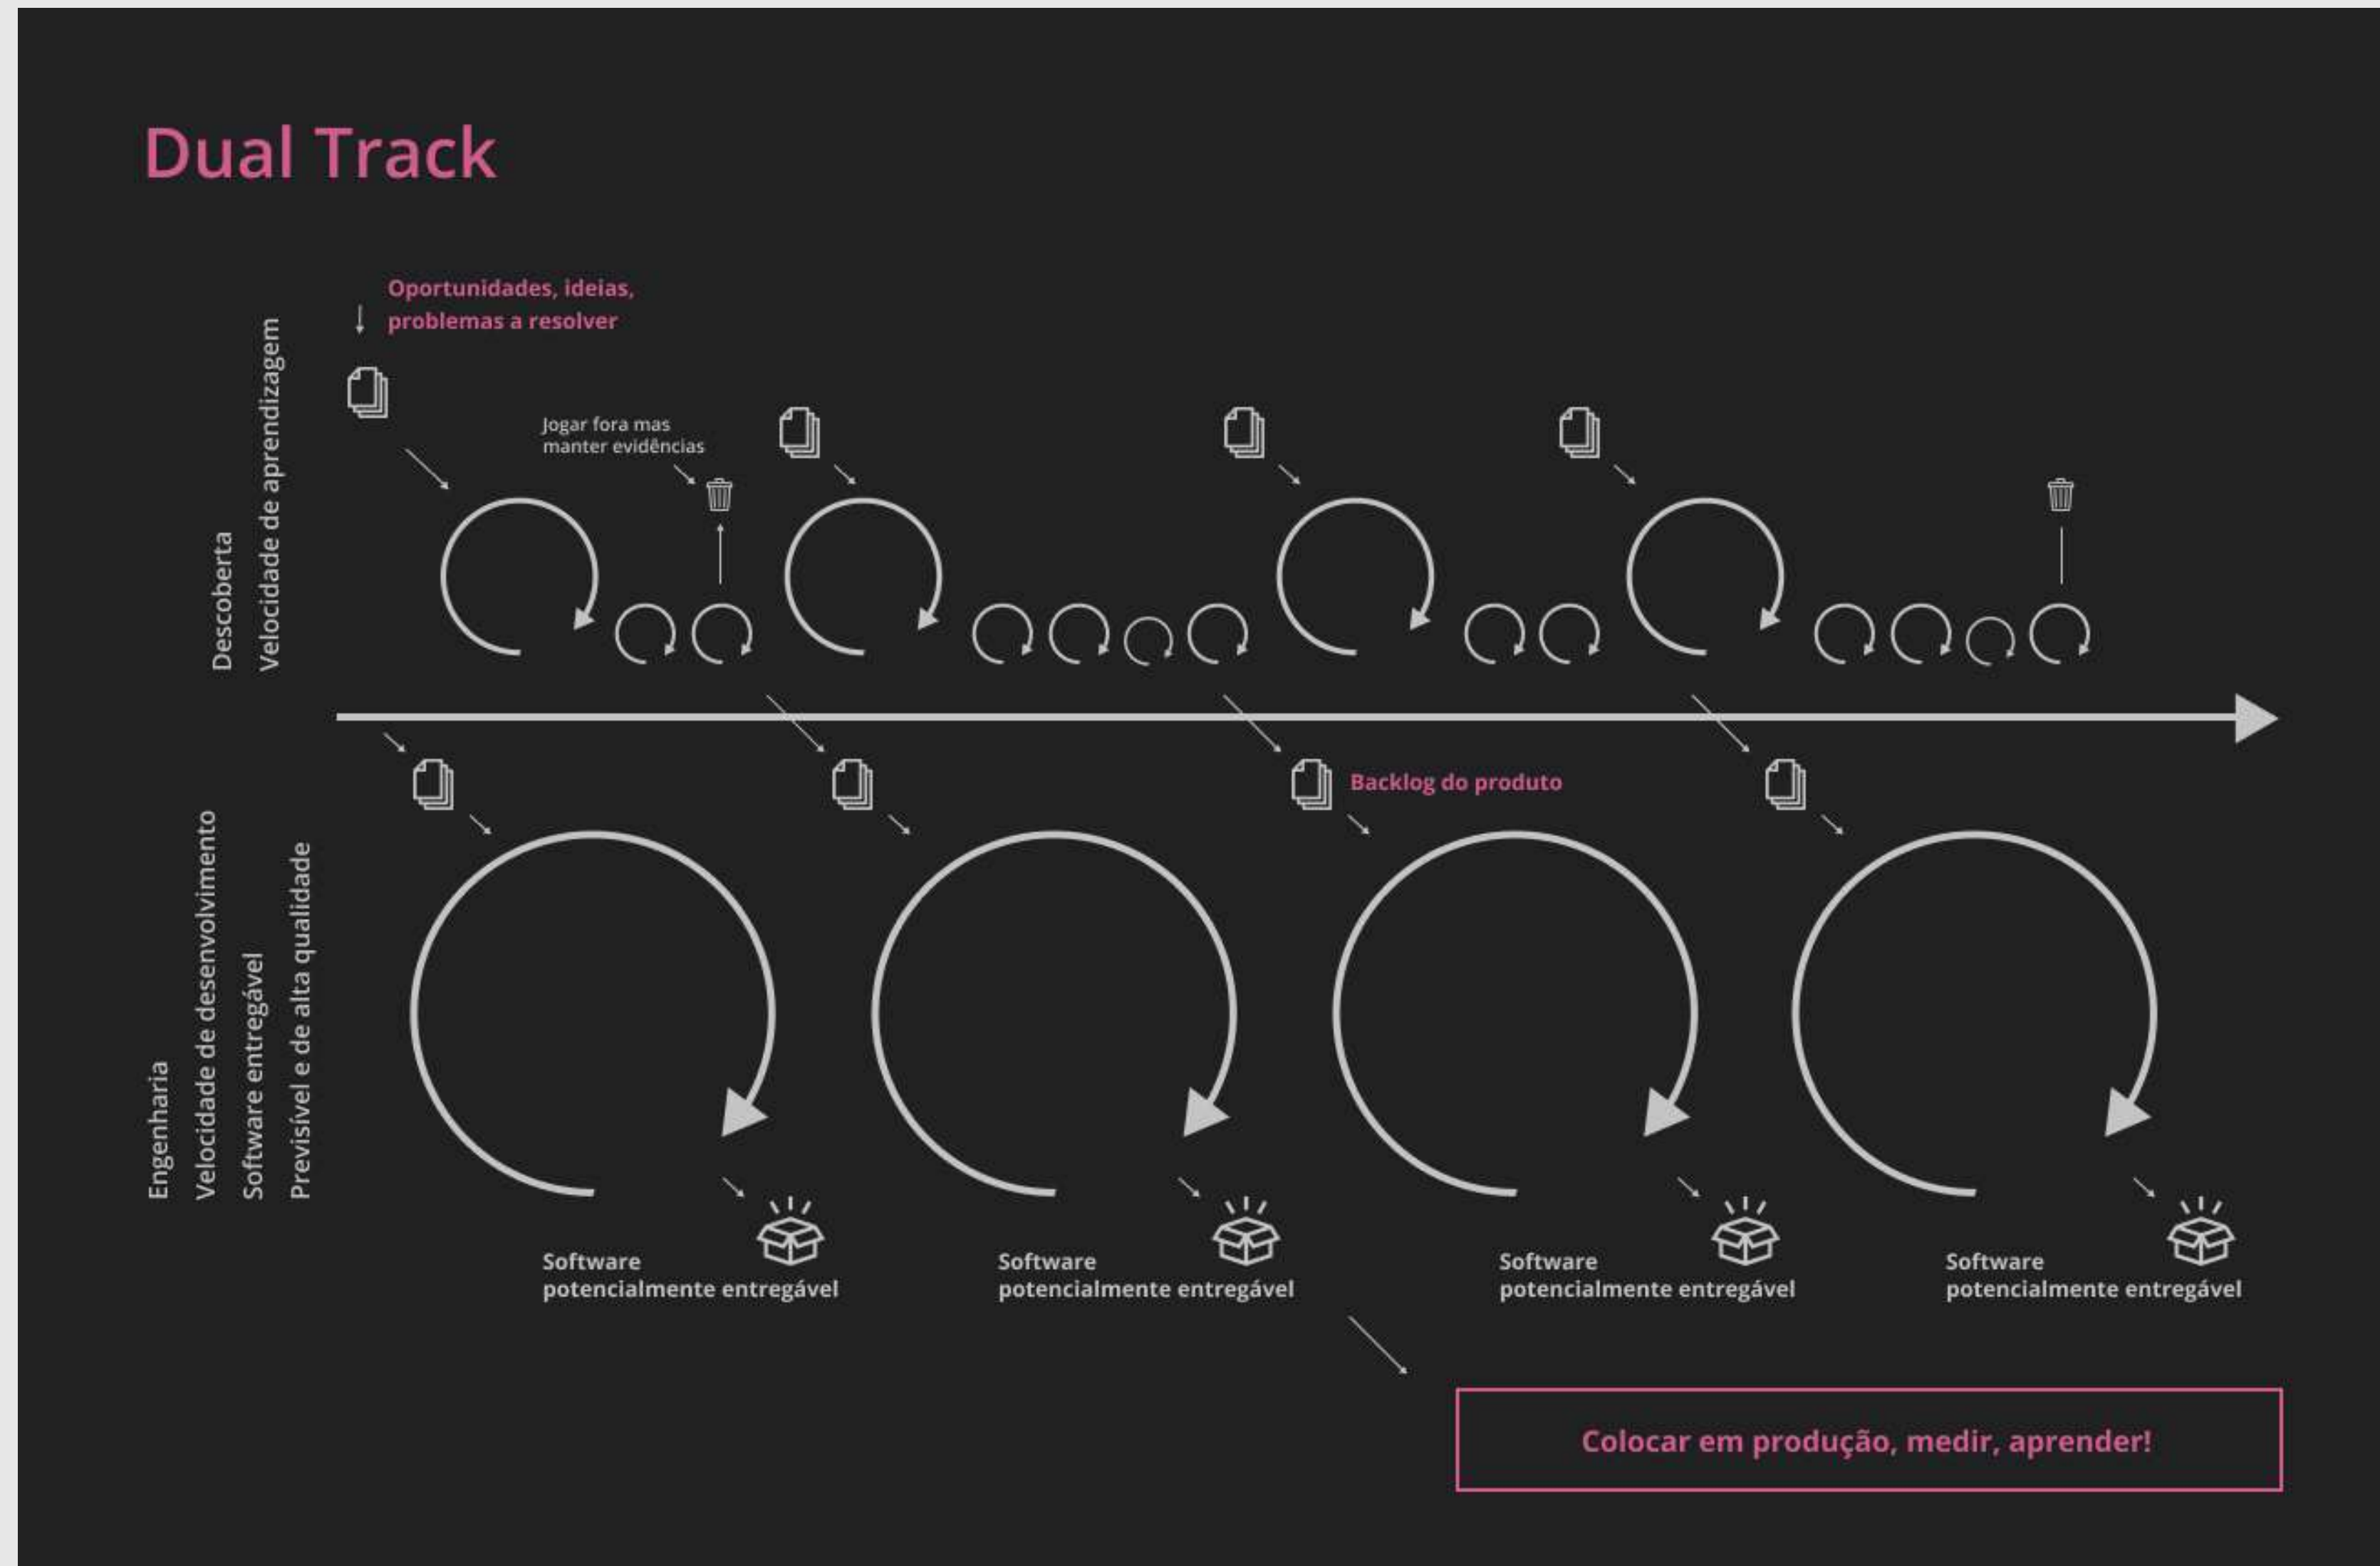 Dual Track
Oportunidades, ideias,
problemas a resolver
Jogar fora mas
manter evidências
Descoberta
Velocidade de aprendizagem
Backlog do produto
Engenharia
Velocidade de desenvolvimento
Software entregável
Previsível e de alta qualidade
Software
potencialmente entregável
Software
potencialmente entregável
Software
potencialmente entregável
Software
potencialmente entregável
Colocar em produção, medir, aprender!